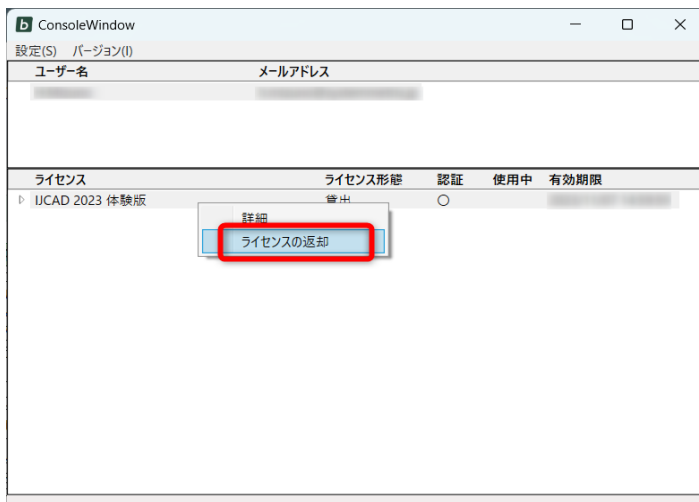 b ConsoleWindow
設定(S) バージョン(I)
ユーザー名 メールアドレス
ライセンス ライセンス形態 認証 使用中 有効期限
IJCAD 2023 体験版 貸出 ○
詳細
ライセンスの返却